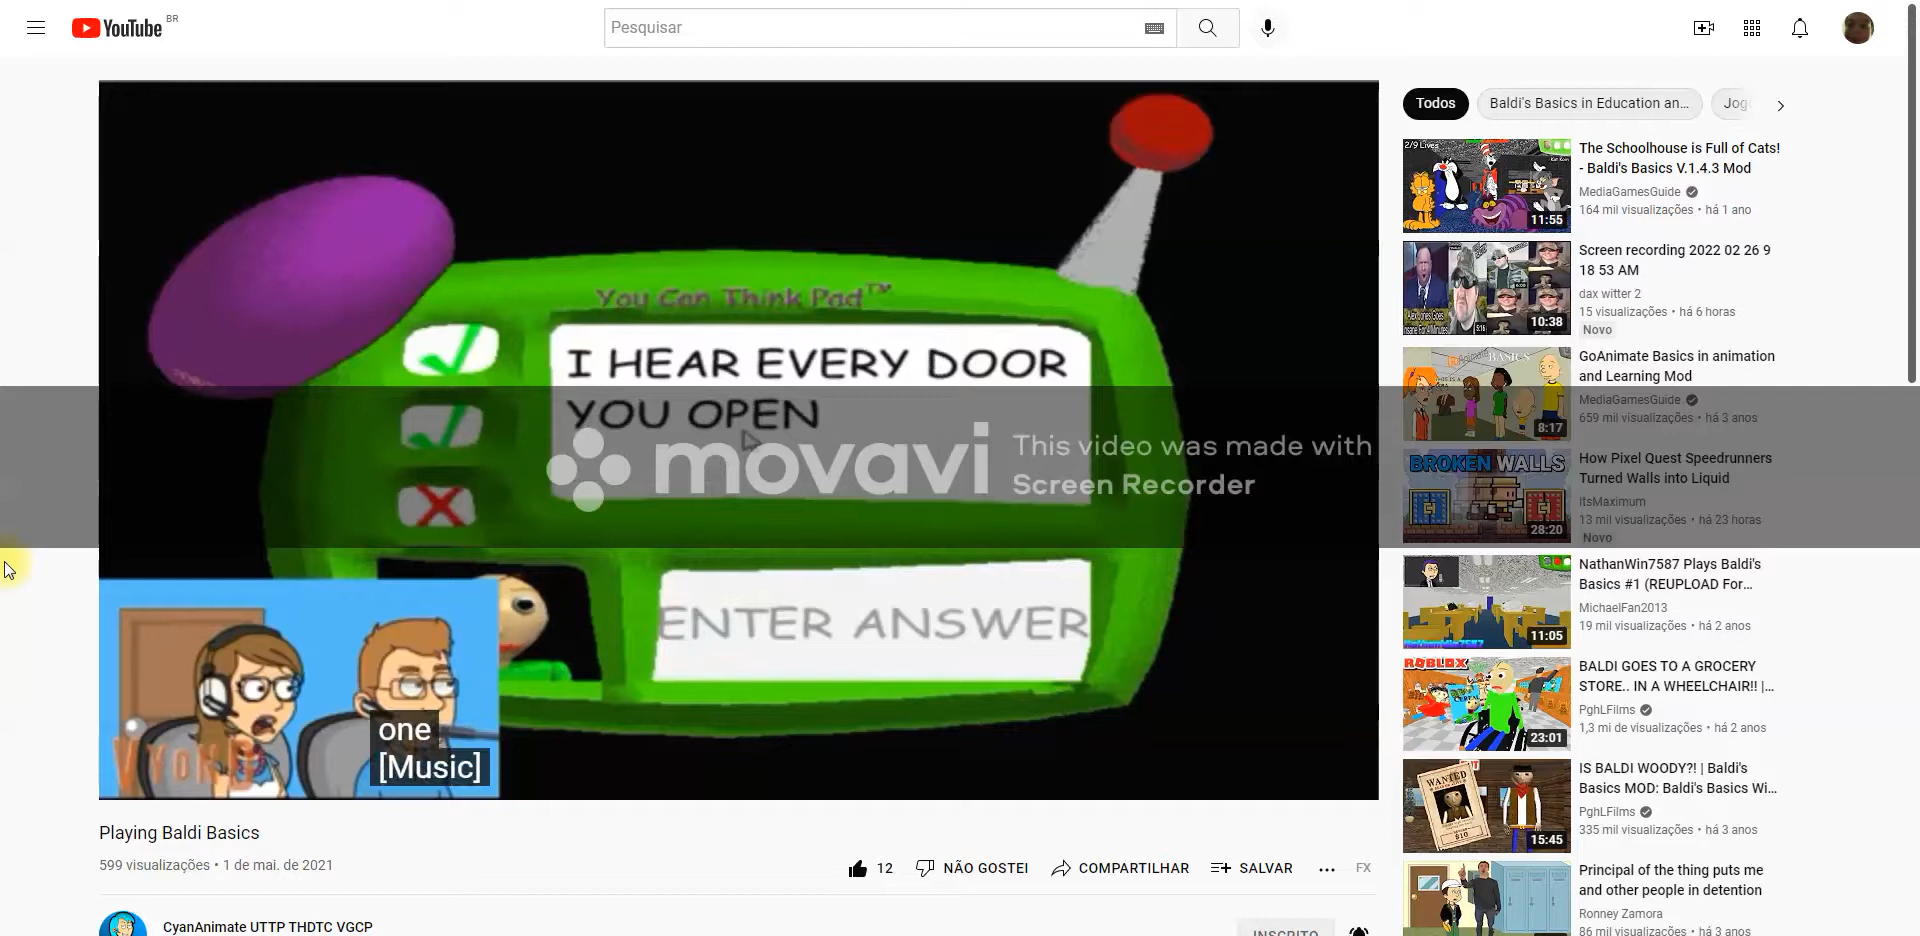 YouTube BR
Pesquisar
You Can Think Pad™
I HEAR EVERY DOOR
YOU OPEN
ENTER ANSWER
movavi
This video was made with
Screen Recorder
one
[Music]
Playing Baldi Basics
599 visualizações • 1 de mai. de 2021
12 NÃO GOSTEI COMPARTILHAR SALVAR ... FX
CyanAnimate UTTP THDTC VGCP
INSCRITO
Todos Baldi's Basics in Education an... Jog
2/9 Lives
11:55
The Schoolhouse is Full of Cats!
- Baldi's Basics V.1.4.3 Mod
MediaGamesGuide
164 mil visualizações • há 1 ano
10:38
Screen recording 2022 02 26 9
18 53 AM
dax witter 2
15 visualizações • há 6 horas
Novo
BASICS
8:17
GoAnimate Basics in animation
and Learning Mod
MediaGamesGuide
659 mil visualizações • há 3 anos
BROKEN WALLS
28:20
How Pixel Quest Speedrunners
Turned Walls into Liquid
ItsMaximum
13 mil visualizações • há 23 horas
Novo
11:05
NathanWin7587 Plays Baldi's
Basics #1 (REUPLOAD For...
MichaelFan2013
19 mil visualizações • há 2 anos
ROBLOX
23:01
BALDI GOES TO A GROCERY
STORE.. IN A WHEELCHAIR!! |...
PghLFilms
1,3 mi de visualizações • há 2 anos
WANTED
$10
15:45
IS BALDI WOODY?! | Baldi's
Basics MOD: Baldi's Basics Wi...
PghLFilms
335 mil visualizações • há 3 anos
Principal of the thing puts me
and other people in detention
Ronney Zamora
86 mil visualizações • há 3 anos